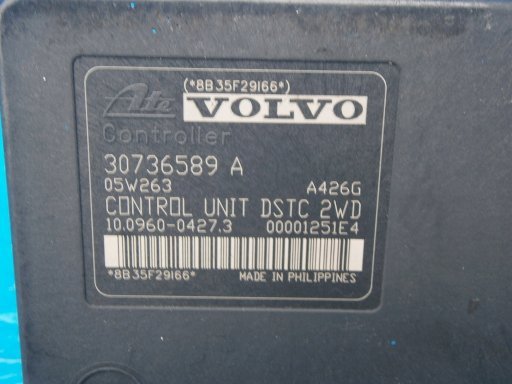 (*8B35F29166*)
Ate VOLVO
Controller
30736589 A
05W263 A426G
CONTROL UNIT DSTC 2WD
10.0960-0427.3 00001251E4
*8B35F29166* MADE IN PHILIPPINES